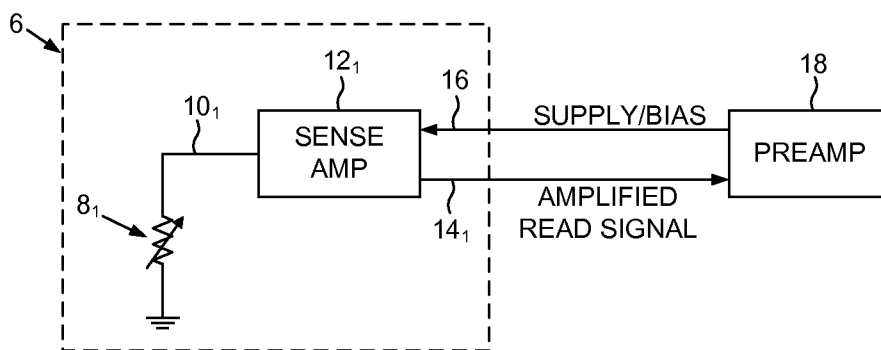 6
12₁
16
18
10₁
SENSE
AMP
SUPPLY/BIAS
PREAMP
8₁
14₁
AMPLIFIED
READ SIGNAL